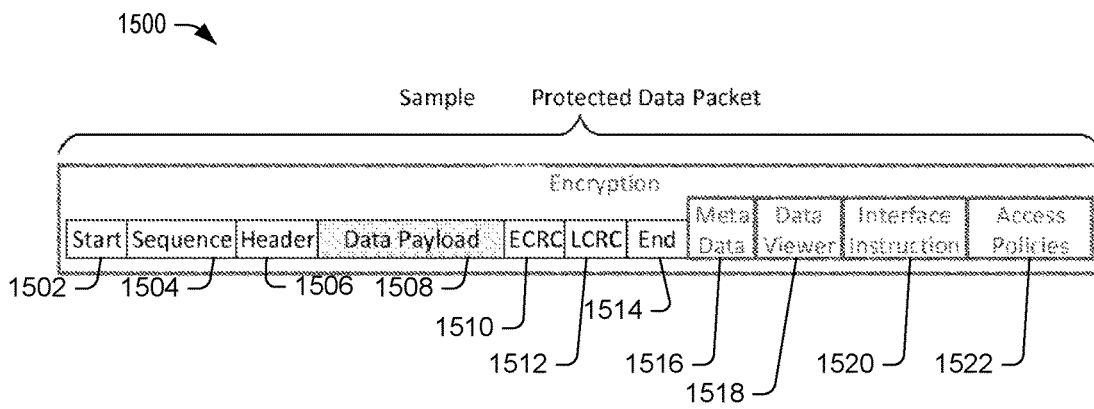 1500
Sample Protected Data Packet
Encryption
Start Sequence Header Data Payload ECRC LCRC End Meta Data Data Viewer Interface Instruction Access Policies
1502 1504 1506 1508 1510 1512 1514 1516 1518 1520 1522